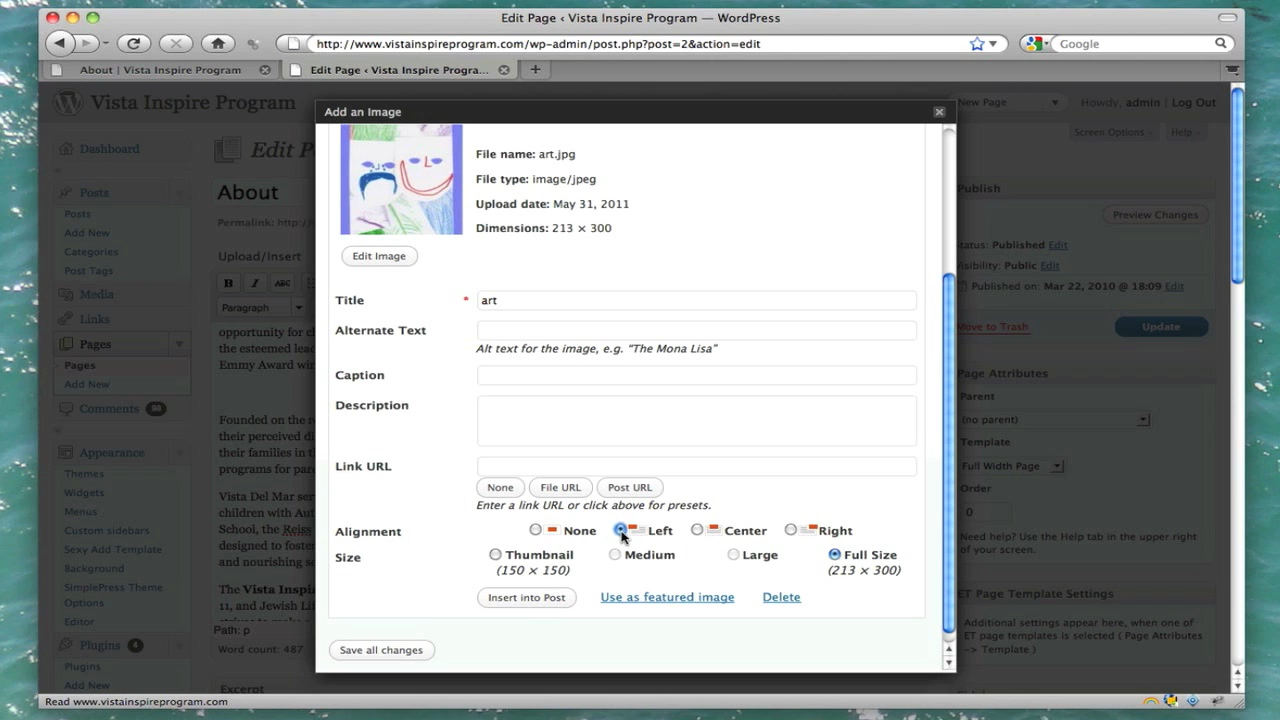 Edit Page ‹ Vista Inspire Program — WordPress
http://www.vistainspireprogram.com/wp-admin/post.php?post=2&action=edit
Google
About | Vista Inspire Program
Edit Page ‹ Vista Inspire Progra...
Vista Inspire Program
New Page
Howdy, admin | Log Out
Add an Image
Screen Options
Help
Dashboard
Edit P
Posts
Posts
Add New
Categories
Post Tags
Media
Links
Pages
Pages
Add New
Comments
Appearance
Themes
Widgets
Menus
Custom sidebars
Sexy Add Template
Background
SimplePress Theme
Options
Editor
Plugins 4
Plugins
Add New
About
Permalink: http:/
Upload/Insert
B I ABC
Paragraph
opportunity for c
the esteemed lea
Emmy Award win
Founded on the
their perceived di
their families in t
programs for par
Vista Del Mar ser
children with Aut
School, the Reiss
designed to foste
and nourishing s
The Vista Inspi
11, and Jewish Li
Path: p
Word count: 487
Excerpt
File name: art.jpg
File type: image/jpeg
Upload date: May 31, 2011
Dimensions: 213 × 300
Edit Image
Title * art
Alternate Text
Alt text for the image, e.g. “The Mona Lisa”
Caption
Description
Link URL
None File URL Post URL
Enter a link URL or click above for presets.
Alignment None Left Center Right
Size Thumbnail Medium Large Full Size
(150 × 150) (213 × 300)
Insert into Post Use as featured image Delete
Save all changes
Publish
Preview Changes
Status: Published Edit
Visibility: Public Edit
Published on: Mar 22, 2010 @ 18:09 Edit
Move to Trash
Update
Page Attributes
Parent
(no parent)
Template
Full Width Page
Order
0
Need help? Use the Help tab in the upper right
of your screen.
ET Page Template Settings
Additional settings appear here, when one of
ET page templates is selected ( Page Attributes
-> Template )
Read www.vistainspireprogram.com